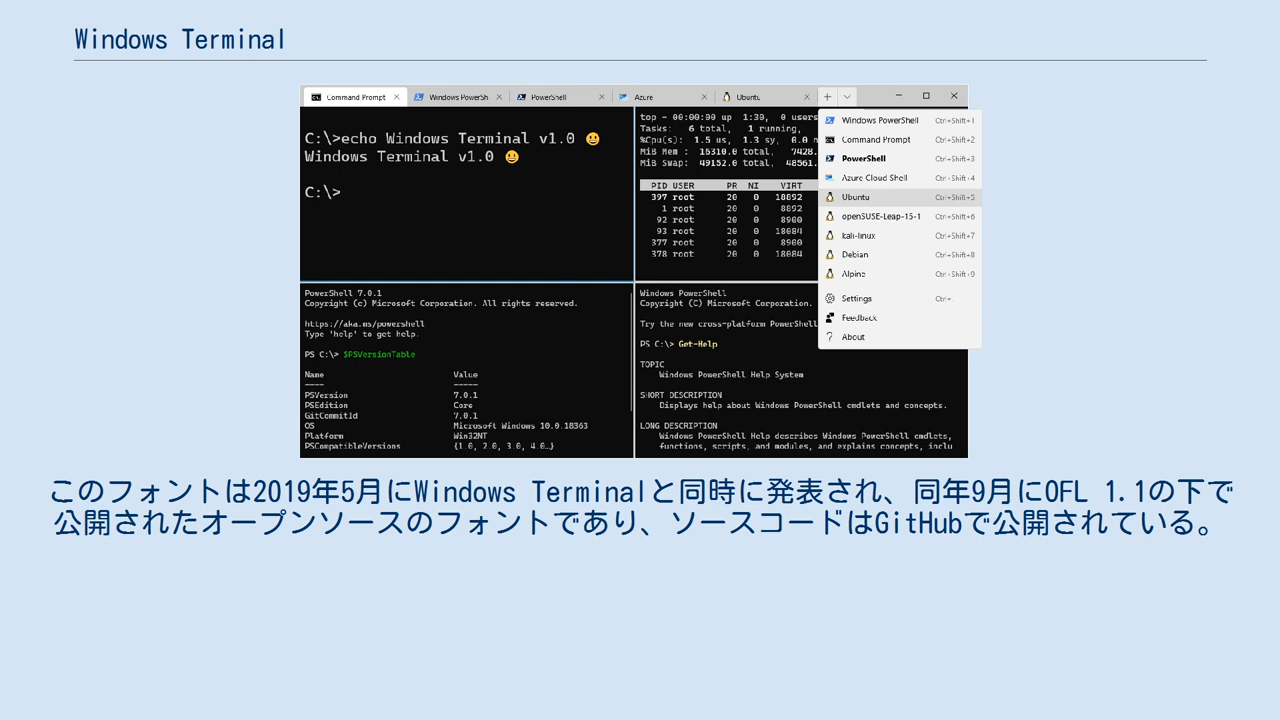 Windows Terminal
Command Prompt
Windows PowerSh
PowerShell
Azure
Ubuntu
C:\>echo Windows Terminal v1.0 😀
Windows Terminal v1.0 😀
C:\>
top - 00:00:00 up 1:30, 0 users
Tasks: 6 total, 1 running,
%Cpu(s): 1.5 us, 1.3 sy, 0.0 n
MiB Mem : 16310.0 total, 7428.
MiB Swap: 49152.0 total, 48561.
PID USER PR NI VIRT
397 root 20 0 18892
1 root 20 0 8892
92 root 20 0 8900
93 root 20 0 18084
377 root 20 0 8900
378 root 20 0 18084
Windows PowerShell Ctrl+Shift+1
Command Prompt Ctrl+Shift+2
PowerShell Ctrl+Shift+3
Azure Cloud Shell Ctrl+Shift+4
Ubuntu Ctrl+Shift+5
openSUSE-Leap-15-1 Ctrl+Shift+6
kali-linux Ctrl+Shift+7
Debian Ctrl+Shift+8
Alpine Ctrl+Shift+9
Settings Ctrl+,
Feedback
About
PowerShell 7.0.1
Copyright (c) Microsoft Corporation. All rights reserved.
https://aka.ms/powershell
Type 'help' to get help.
PS C:\> $PSVersionTable
Name Value
---- -----
PSVersion 7.0.1
PSEdition Core
GitCommitId 7.0.1
OS Microsoft Windows 10.0.18363
Platform Win32NT
PSCompatibleVersions {1.0, 2.0, 3.0, 4.0…}
Windows PowerShell
Copyright (C) Microsoft Corporation.
Try the new cross-platform PowerShell
PS C:\> Get-Help
TOPIC
Windows PowerShell Help System
SHORT DESCRIPTION
Displays help about Windows PowerShell cmdlets and concepts.
LONG DESCRIPTION
Windows PowerShell Help describes Windows PowerShell cmdlets,
functions, scripts, and modules, and explains concepts, inclu
このフォントは2019年5月にWindows Terminalと同時に発表され、同年9月にOFL 1.1の下で
公開されたオープンソースのフォントであり、ソースコードはGitHubで公開されている。